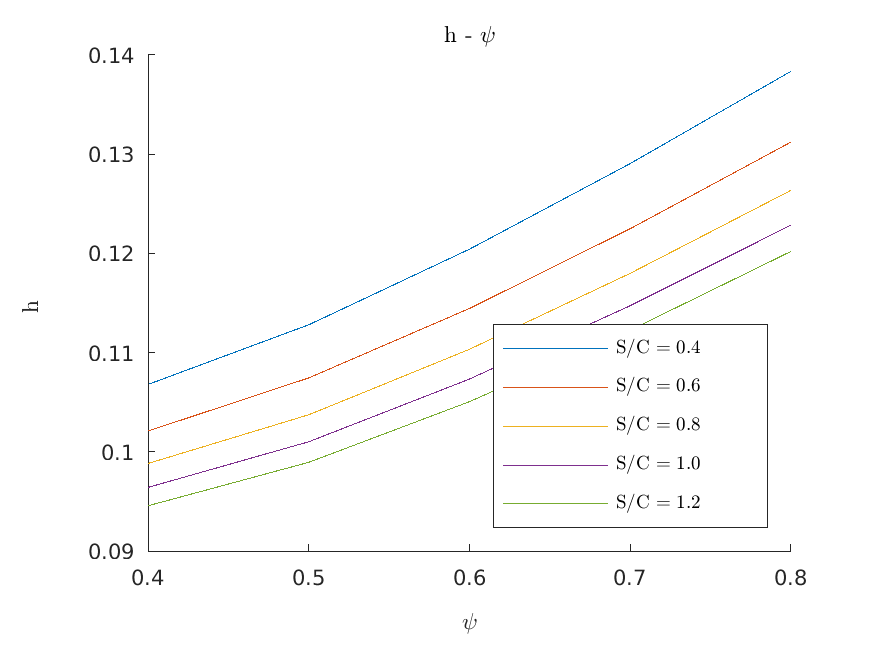 h - ψ
0.14
0.13
0.12
0.11
0.1
0.09
h
S/C = 0.4
S/C = 0.6
S/C = 0.8
S/C = 1.0
S/C = 1.2
0.4 0.5 0.6 0.7 0.8
ψ